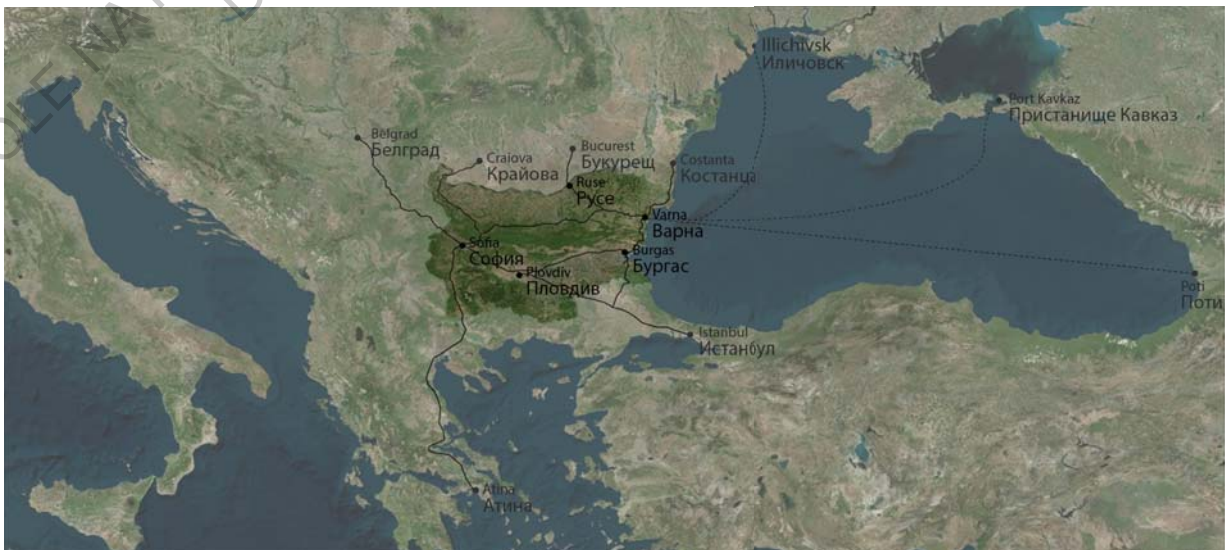 Illichivsk
Иличовск
Port Kavkaz
Пристанище Кавказ
Belgrad
Белград
Craiova
Крайова
Bucurest
Букурещ
Costanta
Костанца
Ruse
Русе
Varna
Варна
Sofia
София
Burgas
Бургас
Plovdiv
Пловдив
Poti
Поти
Istanbul
Истанбул
Atina
Атина